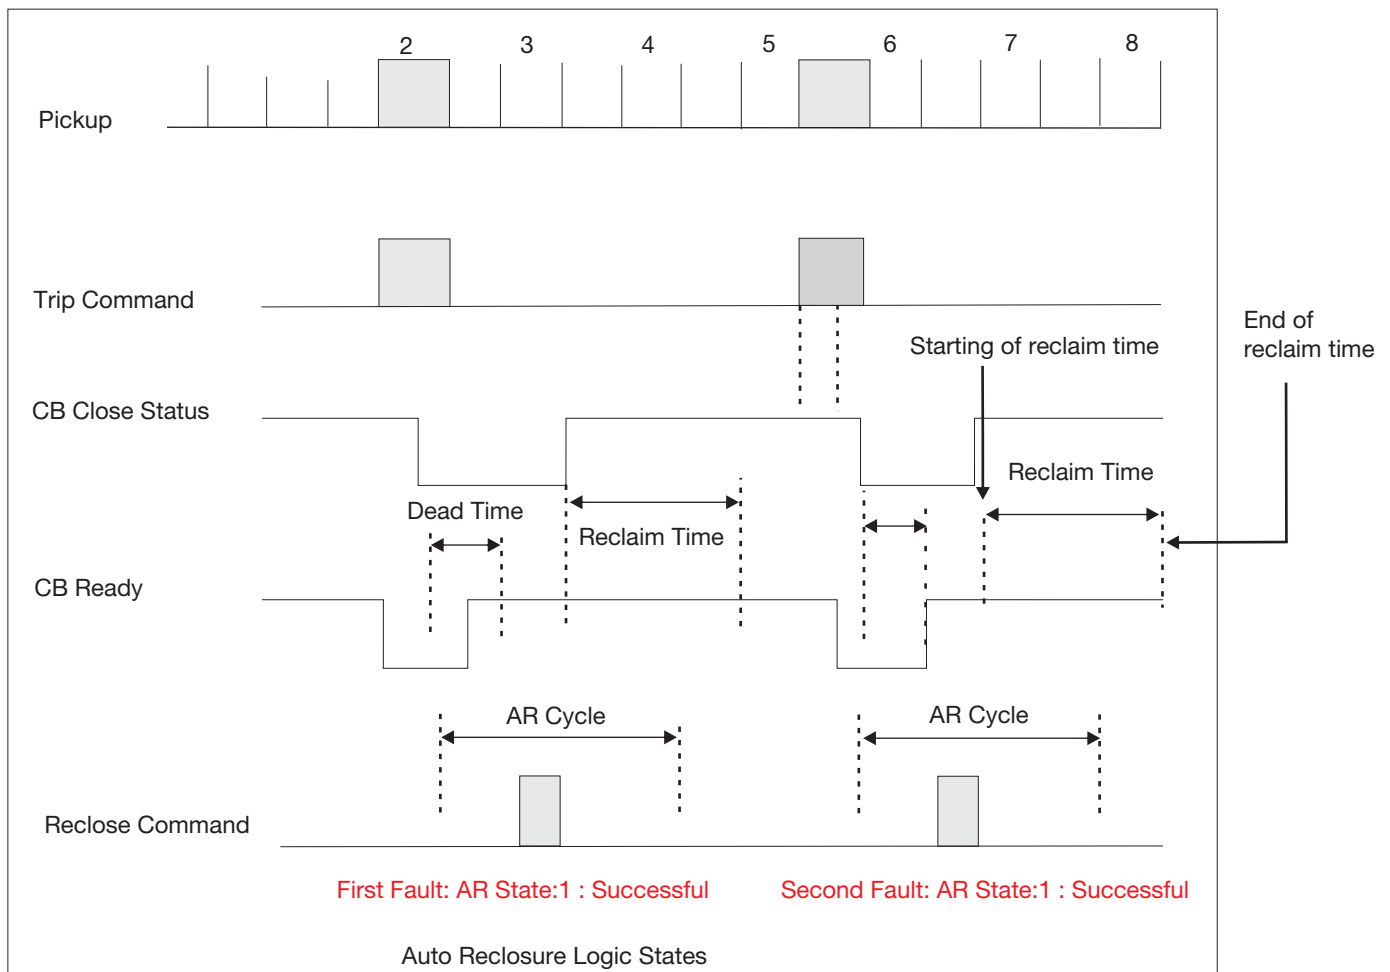 2 3 4 5 6 7 8
Pickup
Trip Command
Starting of reclaim time
End of
reclaim time
CB Close Status
Reclaim Time
Dead Time
Reclaim Time
CB Ready
AR Cycle
AR Cycle
Reclose Command
First Fault: AR State:1 : Successful
Second Fault: AR State:1 : Successful
Auto Reclosure Logic States